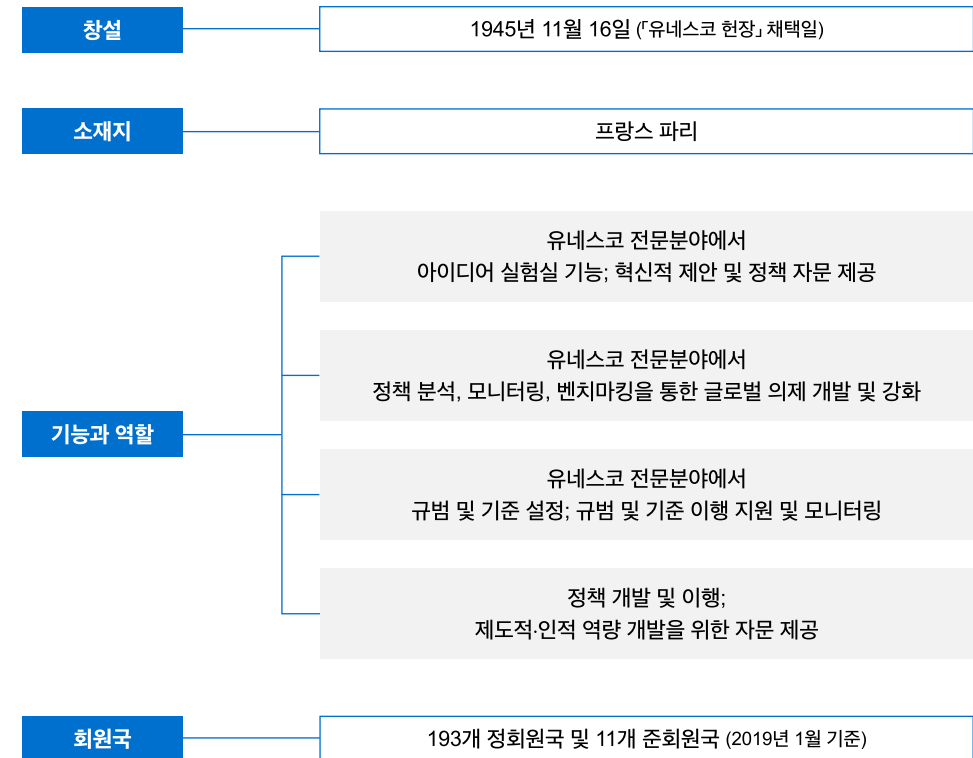 창설
1945년 11월 16일 (｢유네스코 헌장｣ 채택일)
소재지
프랑스 파리
기능과 역할
유네스코 전문분야에서
아이디어 실험실 기능; 혁신적 제안 및 정책 자문 제공
유네스코 전문분야에서
정책 분석, 모니터링, 벤치마킹을 통한 글로벌 의제 개발 및 강화
유네스코 전문분야에서
규범 및 기준 설정; 규범 및 기준 이행 지원 및 모니터링
정책 개발 및 이행;
제도적·인적 역량 개발을 위한 자문 제공
회원국
193개 정회원국 및 11개 준회원국 (2019년 1월 기준)